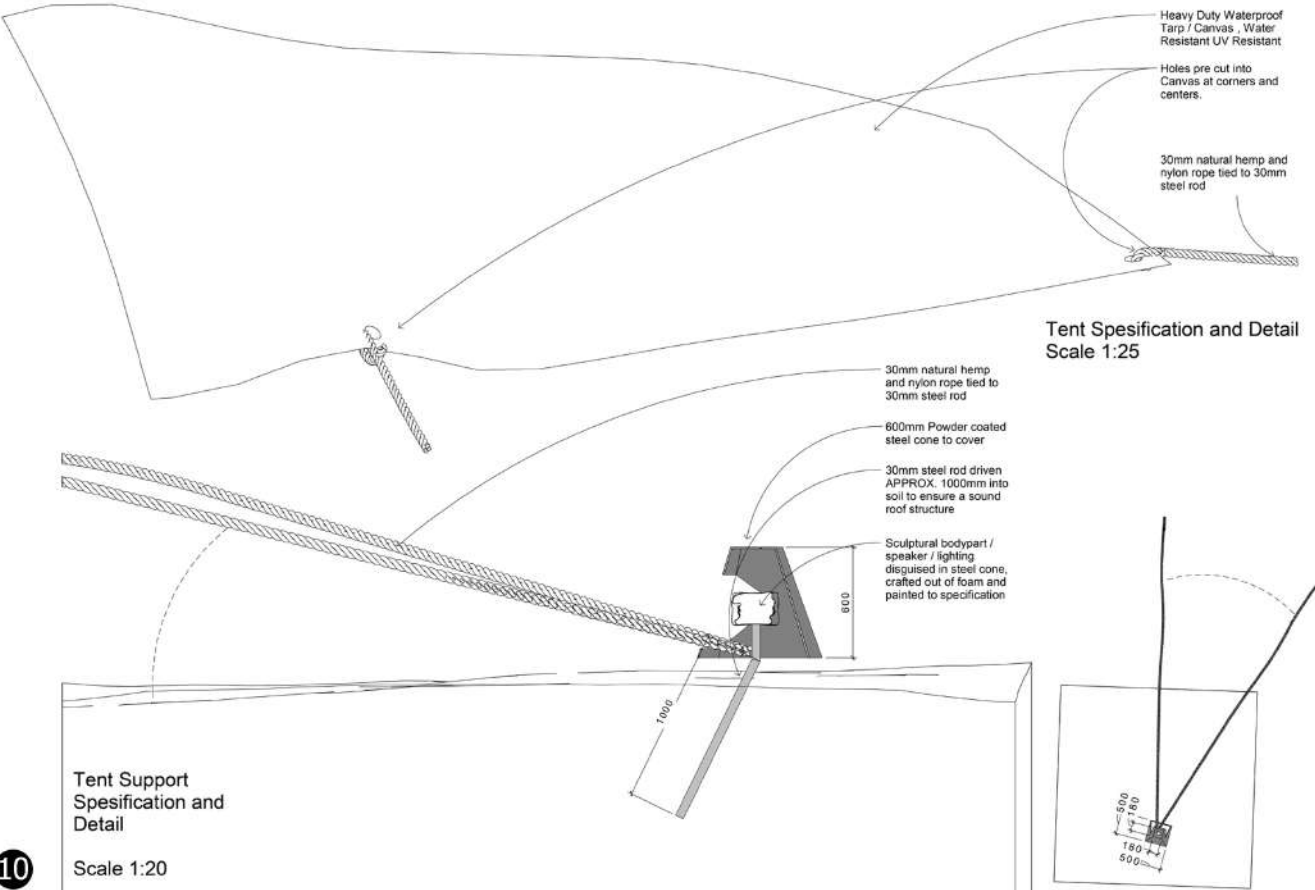 Heavy Duty Waterproof
Tarp / Canvas , Water
Resistant UV Resistant
Holes pre cut into
Canvas at corners and
centers.
30mm natural hemp and
nylon rope tied to 30mm
steel rod
Tent Spesification and Detail
Scale 1:25
30mm natural hemp
and nylon rope tied to
30mm steel rod
600mm Powder coated
steel cone to cover
30mm steel rod driven
APPROX. 1000mm into
soil to ensure a sound
roof structure
Sculptural bodypart /
speaker / lighting
disguised in steel cone,
crafted out of foam and
painted to specification
600
1000
Tent Support
Spesification and
Detail
Scale 1:20
500
180
180
500
10